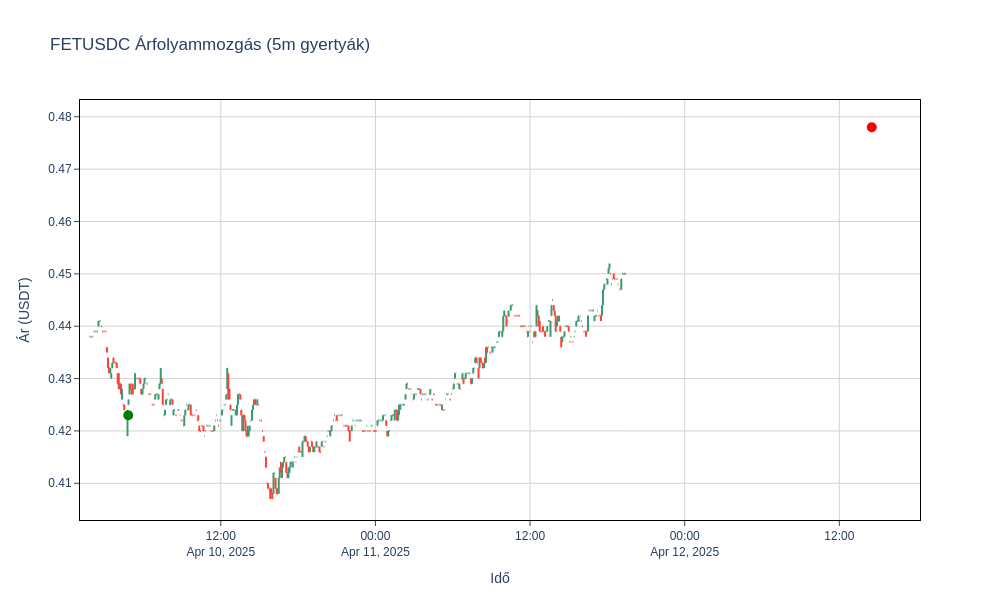 FETUSDC Árfolyammozgás (5m gyertyák)
Ár (USDT)
0.48
0.47
0.46
0.45
0.44
0.43
0.42
0.41
12:00 00:00 12:00 00:00 12:00
Apr 10, 2025 Apr 11, 2025 Apr 12, 2025
Idő